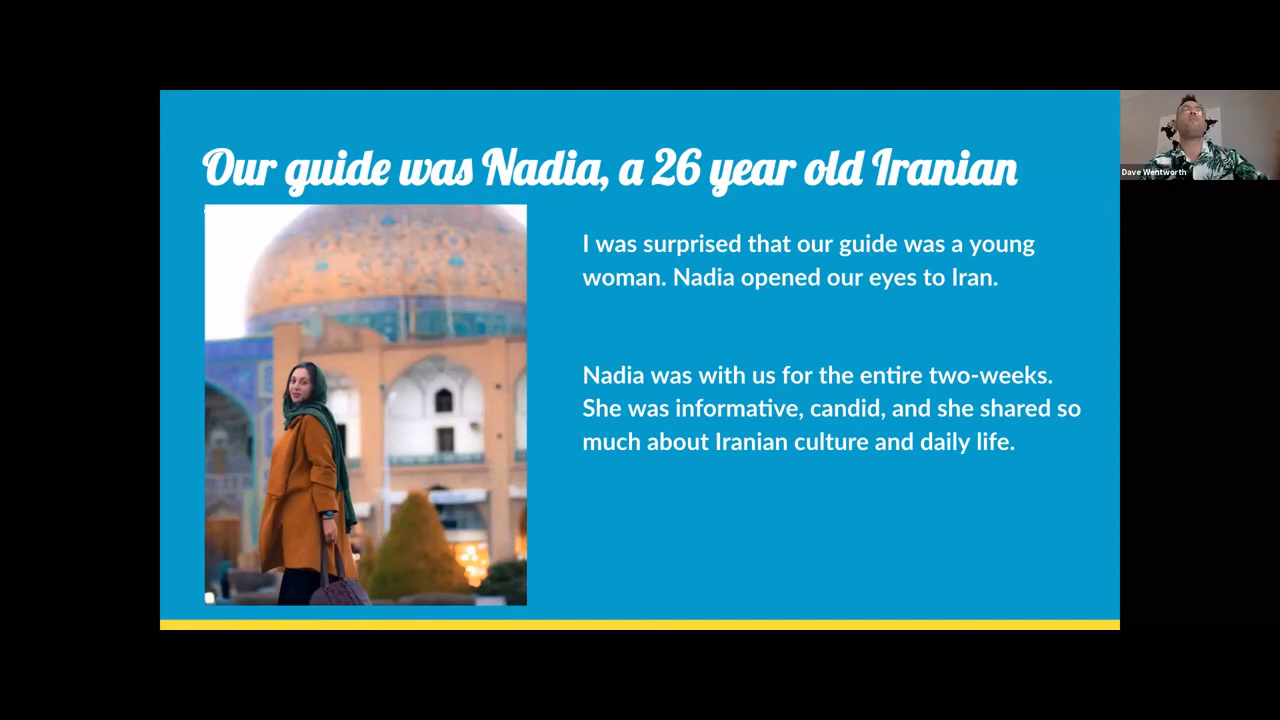 Our guide was Nadia, a 26 year old Iranian
I was surprised that our guide was a young
woman. Nadia opened our eyes to Iran.
Nadia was with us for the entire two-weeks.
She was informative, candid, and she shared so
much about Iranian culture and daily life.
Dave Wentworth